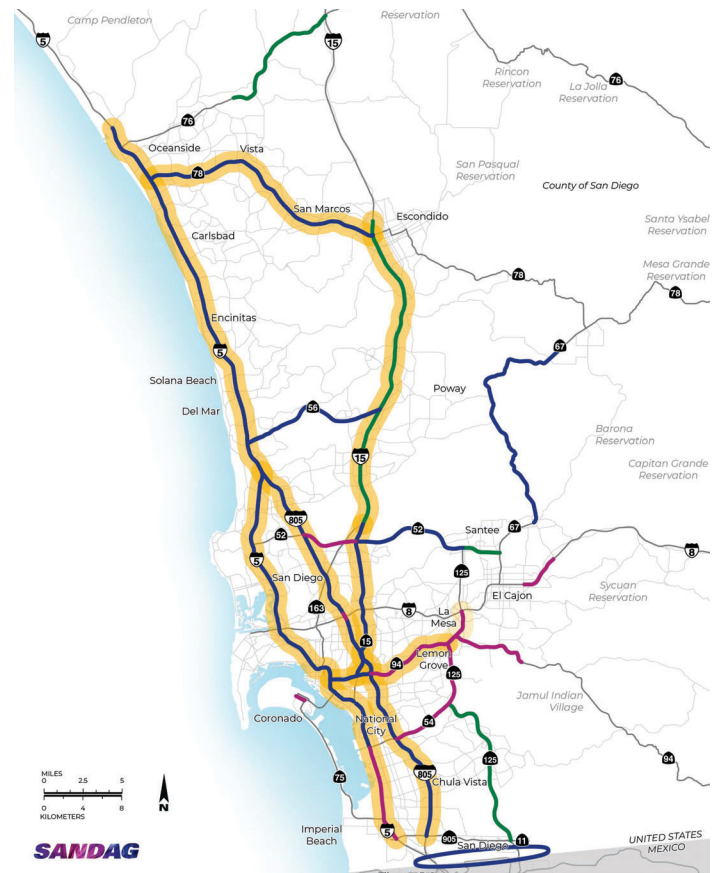 Camp Pendleton
Reservation
5
15
Rincon
Reservation
76
La Jolla
Reservation
76
Oceanside
Vista
San Pasqual
Reservation
78
County of San Diego
San Marcos
Escondido
Santa Ysabel
Reservation
Carlsbad
Mesa Grande
Reservation
78
78
Encinitas
5
67
Solana Beach
Poway
Del Mar
56
Barona
Reservation
15
Capitan Grande
Reservation
805
52
52
Santee
67
5
8
San Diego
125
El Cajon
Sycuan
Reservation
163
8
La
Mesa
15
94
Lemon
Grove
125
Jamul Indian
Village
Coronado
National
City
54
94
125
MILES
0 2.5 5
0 4 8
KILOMETERS
N
75
805
Chula Vista
Imperial
Beach
5
905
San Diego
11
UNITED STATES
MEXICO
SANDAG